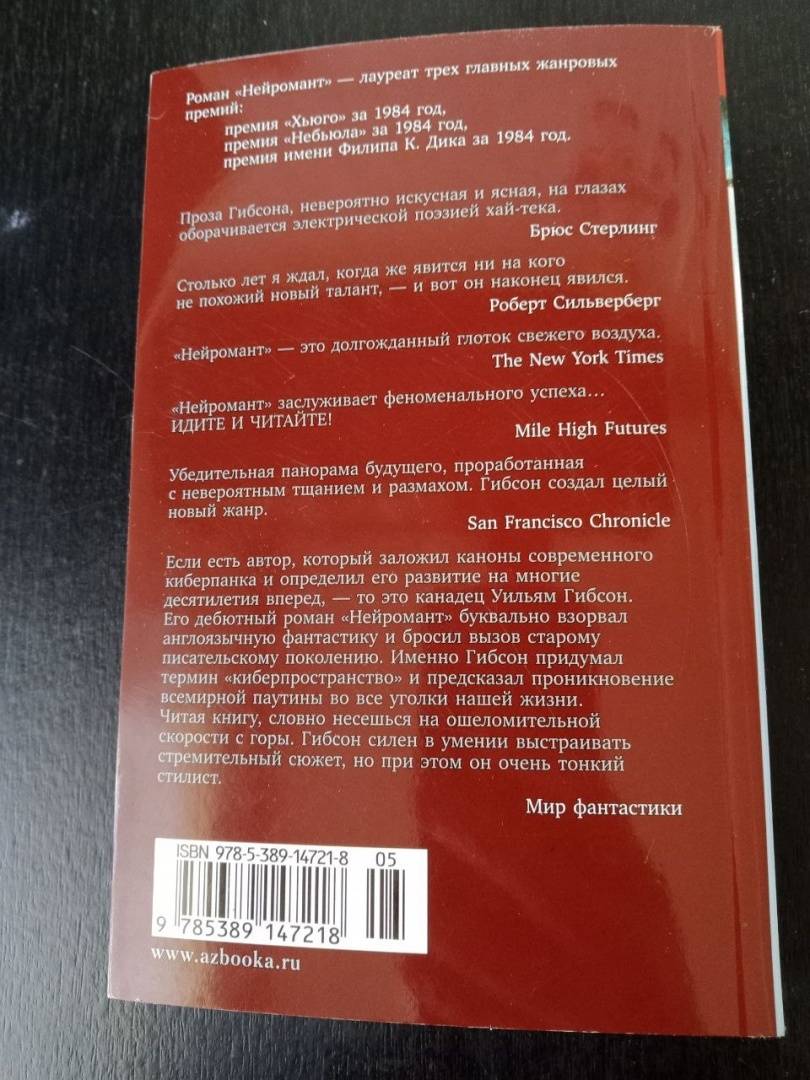 Роман «Нейромант» — лауреат трех главных жанровых
премий:
премия «Хьюго» за 1984 год,
премия «Небьюла» за 1984 год,
премия имени Филипа К. Дика за 1984 год.
Проза Гибсона, невероятно искусная и ясная, на глазах
оборачивается электрической поэзией хай-тека.
Брюс Стерлинг
Столько лет я ждал, когда же явится ни на кого
не похожий новый талант, — и вот он наконец явился.
Роберт Сильверберг
«Нейромант» — это долгожданный глоток свежего воздуха.
The New York Times
«Нейромант» заслуживает феноменального успеха...
ИДИТЕ И ЧИТАЙТЕ!
Mile High Futures
Убедительная панорама будущего, проработанная
с невероятным тщанием и размахом. Гибсон создал целый
новый жанр.
San Francisco Chronicle
Если есть автор, который заложил каноны современного
киберпанка и определил его развитие на многие
десятилетия вперед, — то это канадец Уильям Гибсон.
Его дебютный роман «Нейромант» буквально взорвал
англоязычную фантастику и бросил вызов старому
писательскому поколению. Именно Гибсон придумал
термин «киберпространство» и предсказал проникновение
всемирной паутины во все уголки нашей жизни.
Читая книгу, словно несешься на ошеломительной
скорости с горы. Гибсон силен в умении выстраивать
стремительный сюжет, но при этом он очень тонкий
стилист.
Мир фантастики
ISBN 978-5-389-14721-8 05
9 785389 147218
www.azbooka.ru